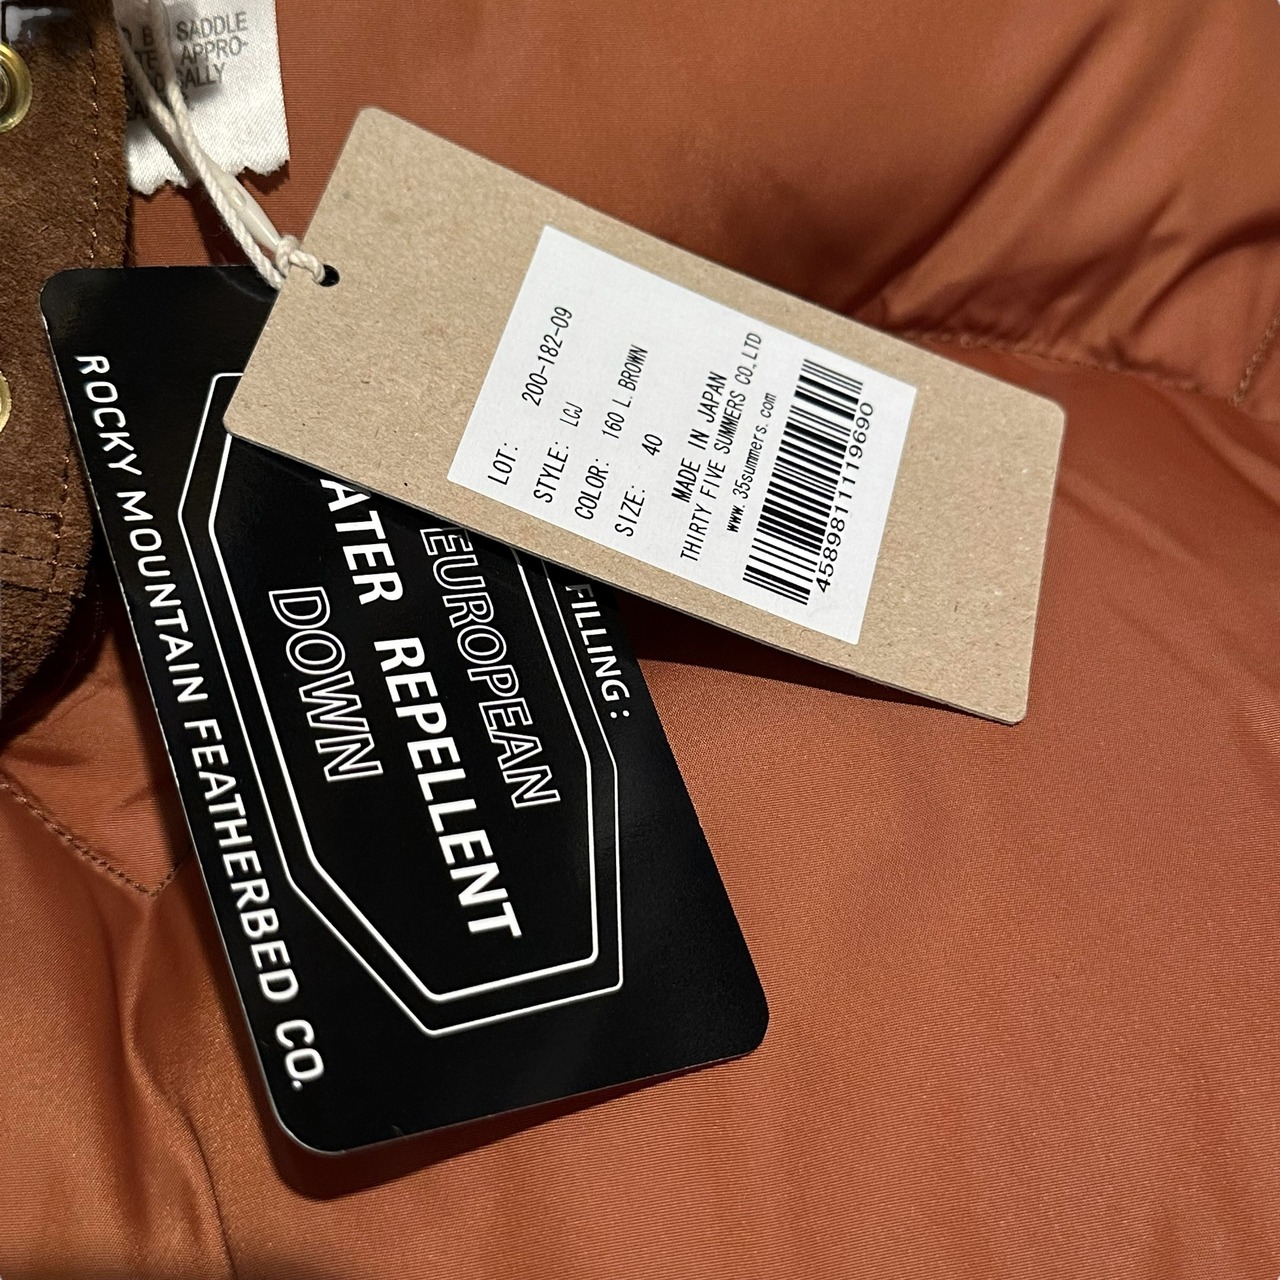 SADDLE
APPRO-
LOT: 200-182-09
STYLE: LCJ
COLOR: 160 L. BROWN
SIZE: 40
MADE IN JAPAN
THIRTY FIVE SUMMERS CO.,LTD
www.35summers.com
4589811119690
FILLING:
EUROPEAN
ATER REPELLENT
DOWN
ROCKY MOUNTAIN FEATHERBED CO.